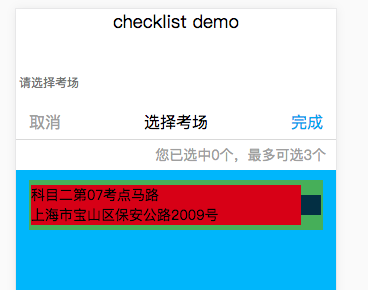 checklist demo
请选择考场
取消 选择考场 完成
您已选中0个，最多可选3个
科目二第07考点马路
上海市宝山区保安公路2009号